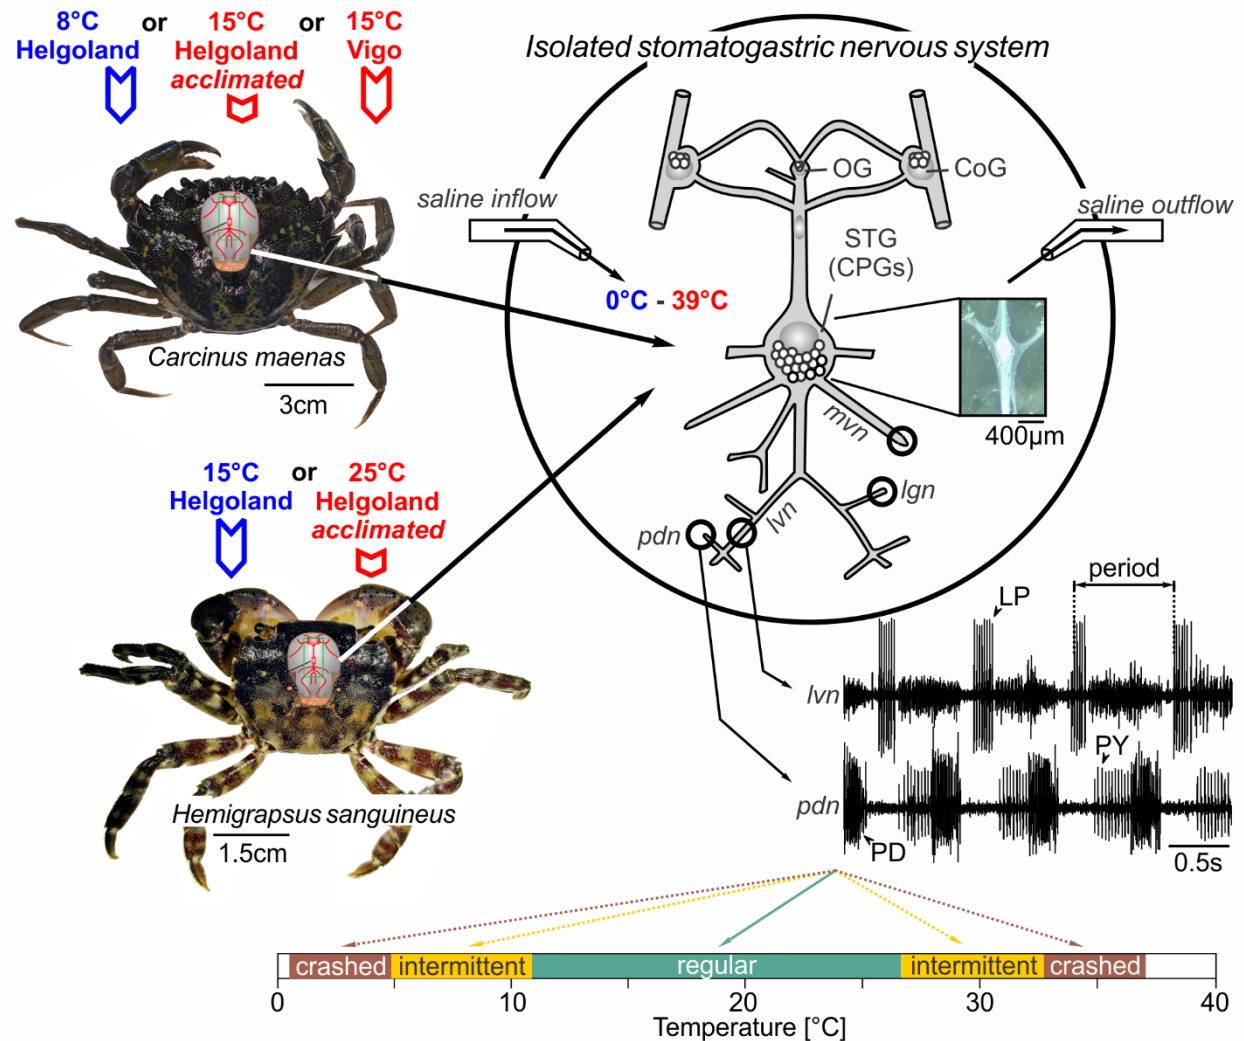 8°C or 15°C or 15°C
Helgoland Helgoland Vigo
acclimated
Isolated stomatogastric nervous system
OG
CoG
saline inflow
saline outflow
STG
(CPGs)
0°C - 39°C
Carcinus maenas
3cm
mvn
400µm
15°C or 25°C
Helgoland Helgoland
acclimated
lgn
lvn
pdn
period
LP
lvn
PY
pdn
PD
0.5s
Hemigrapsus sanguineus
1.5cm
crashed intermittent regular intermittent crashed
0 10 20 30 40
Temperature [°C]